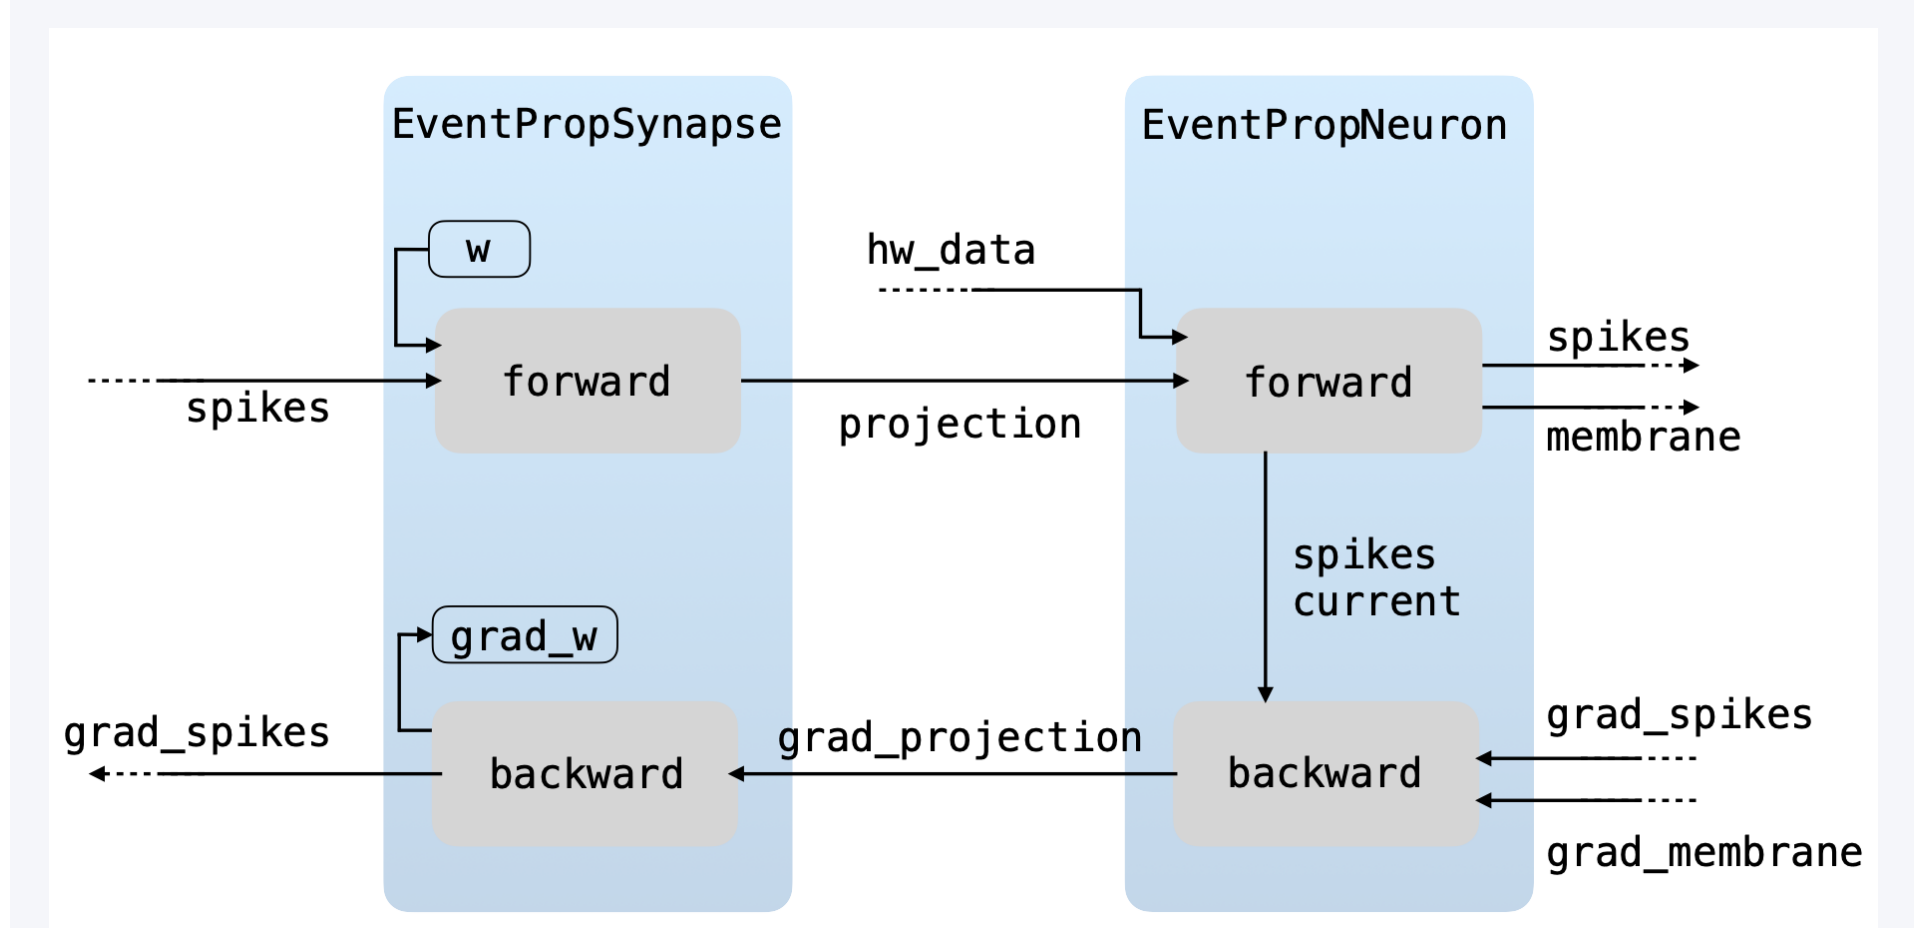 EventPropSynapse
EventPropNeuron
w
hw_data
forward
forward
spikes
spikes
projection
membrane
spikes
current
grad_w
grad_spikes
grad_projection
grad_spikes
backward
backward
grad_membrane